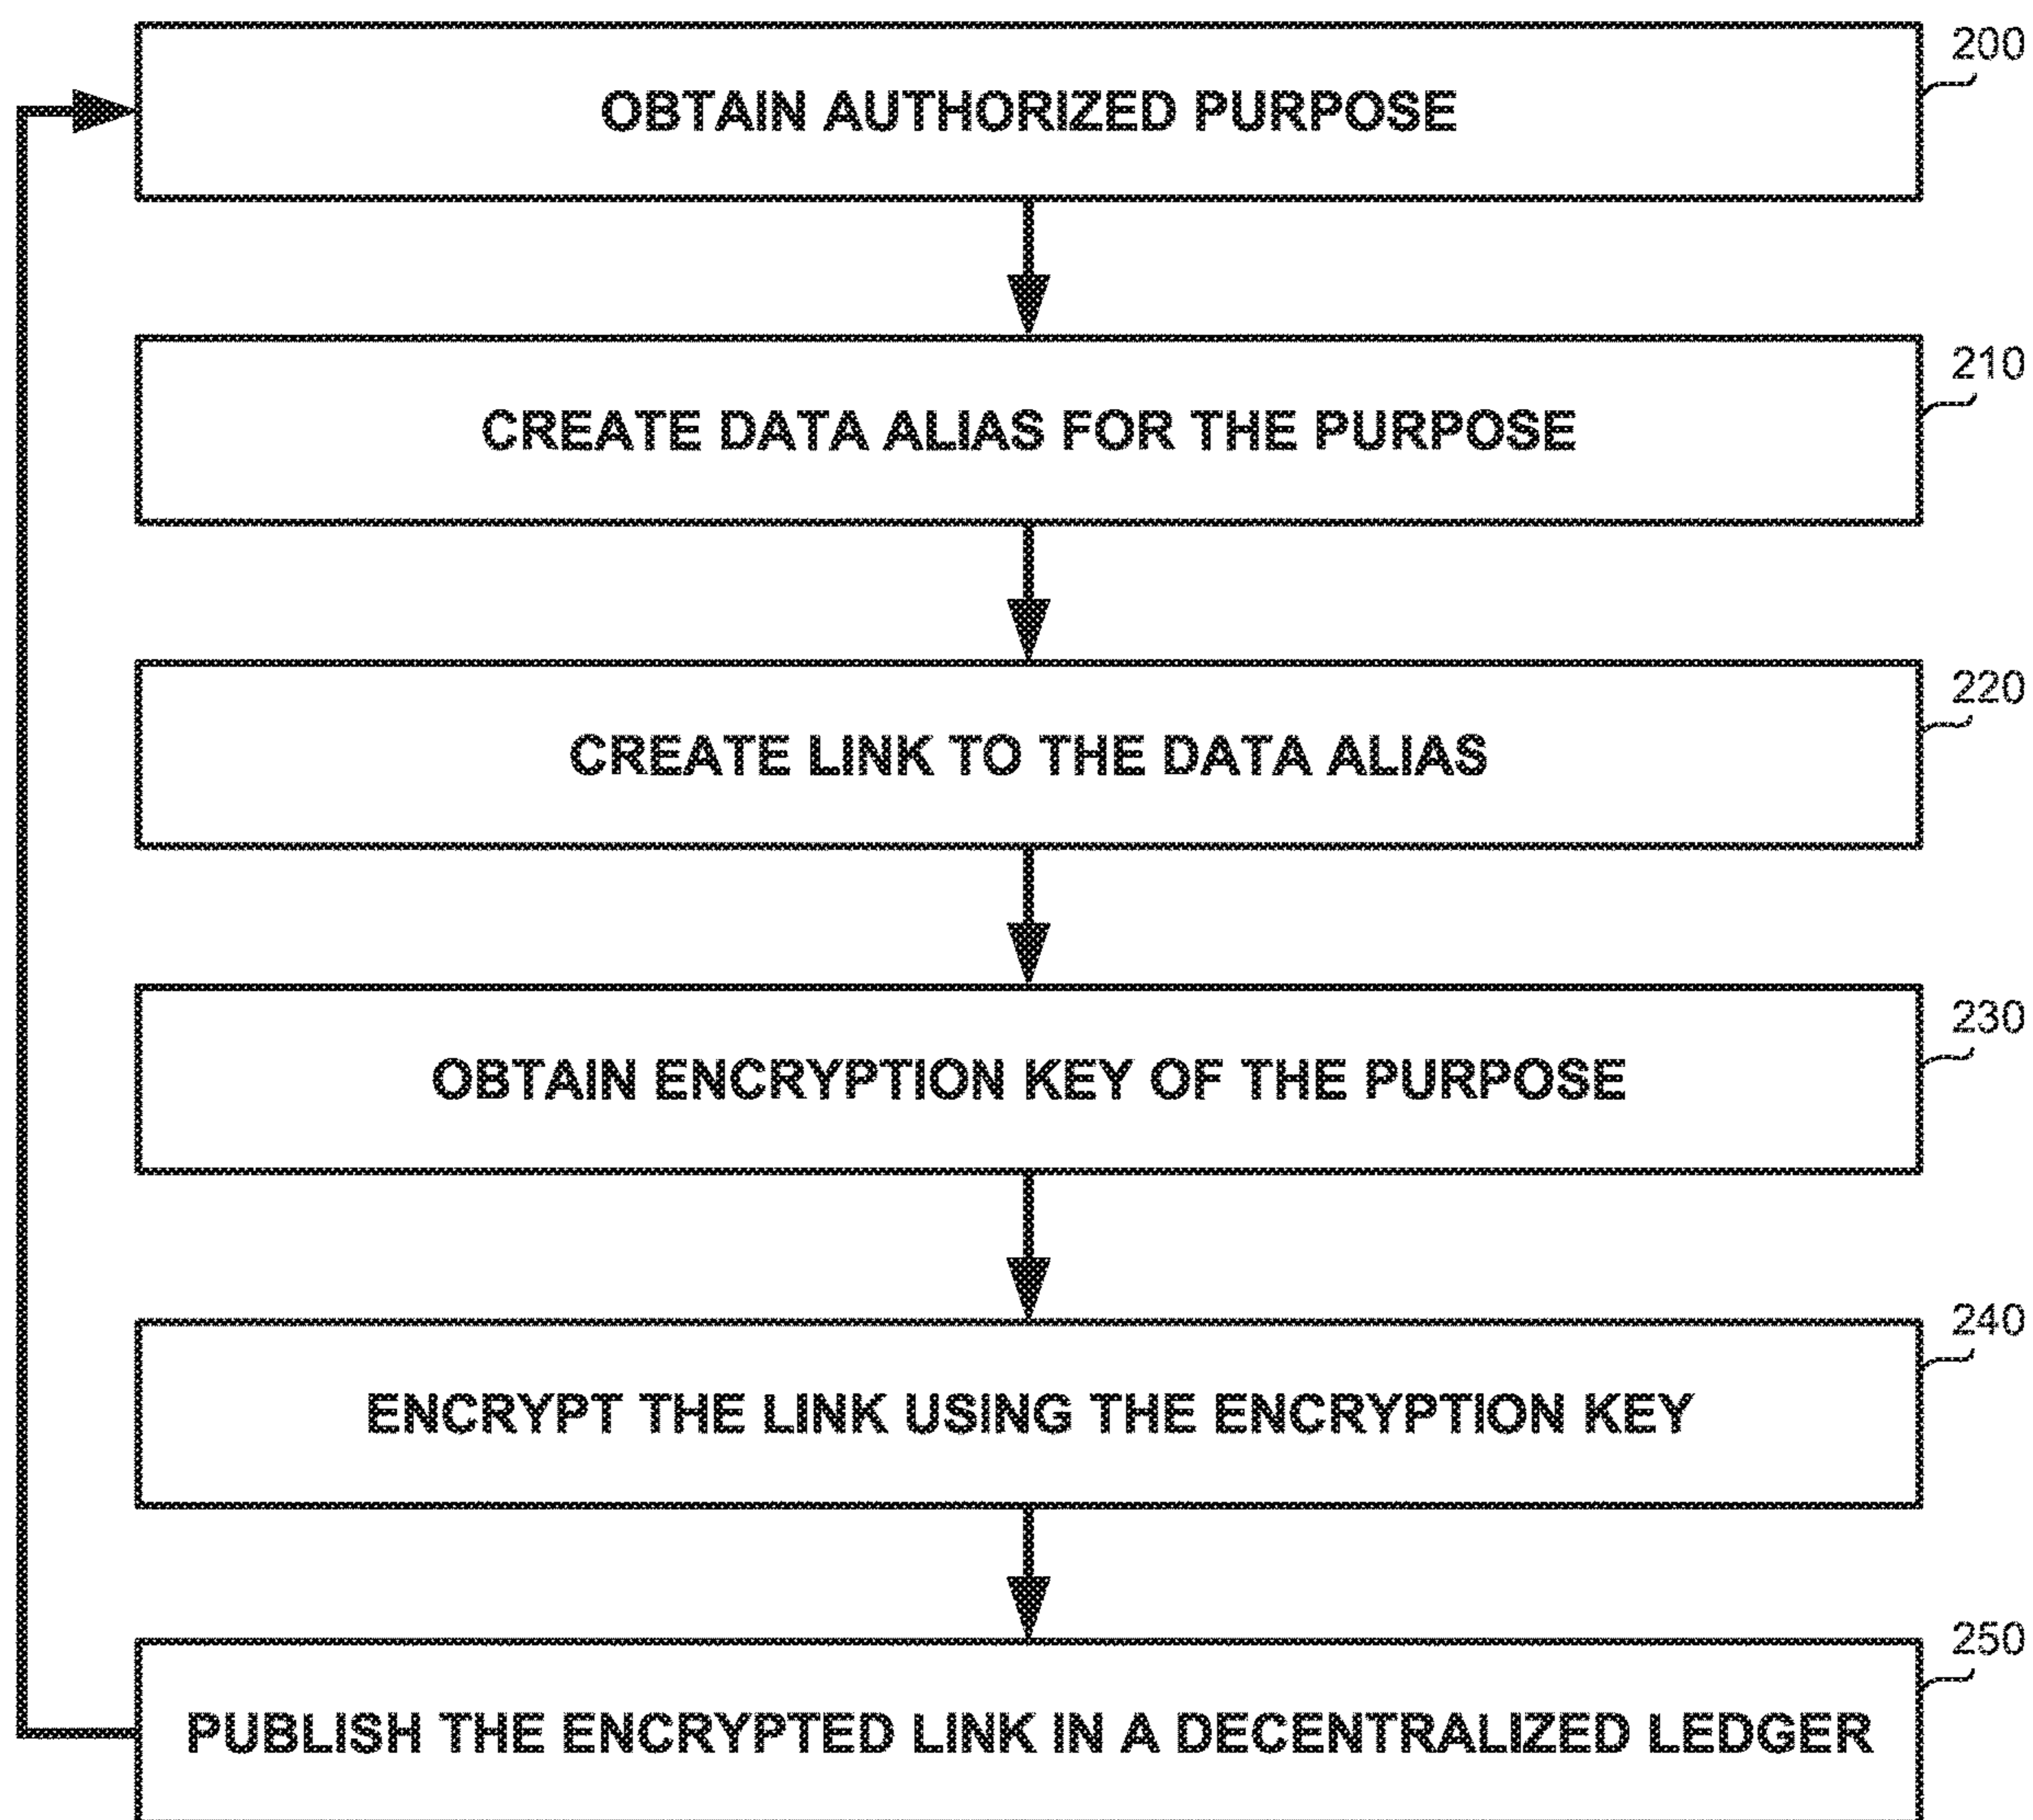 200
OBTAIN AUTHORIZED PURPOSE
210
CREATE DATA ALIAS FOR THE PURPOSE
220
CREATE LINK TO THE DATA ALIAS
230
OBTAIN ENCRYPTION KEY OF THE PURPOSE
240
ENCRYPT THE LINK USING THE ENCRYPTION KEY
250
PUBLISH THE ENCRYPTED LINK IN A DECENTRALIZED LEDGER